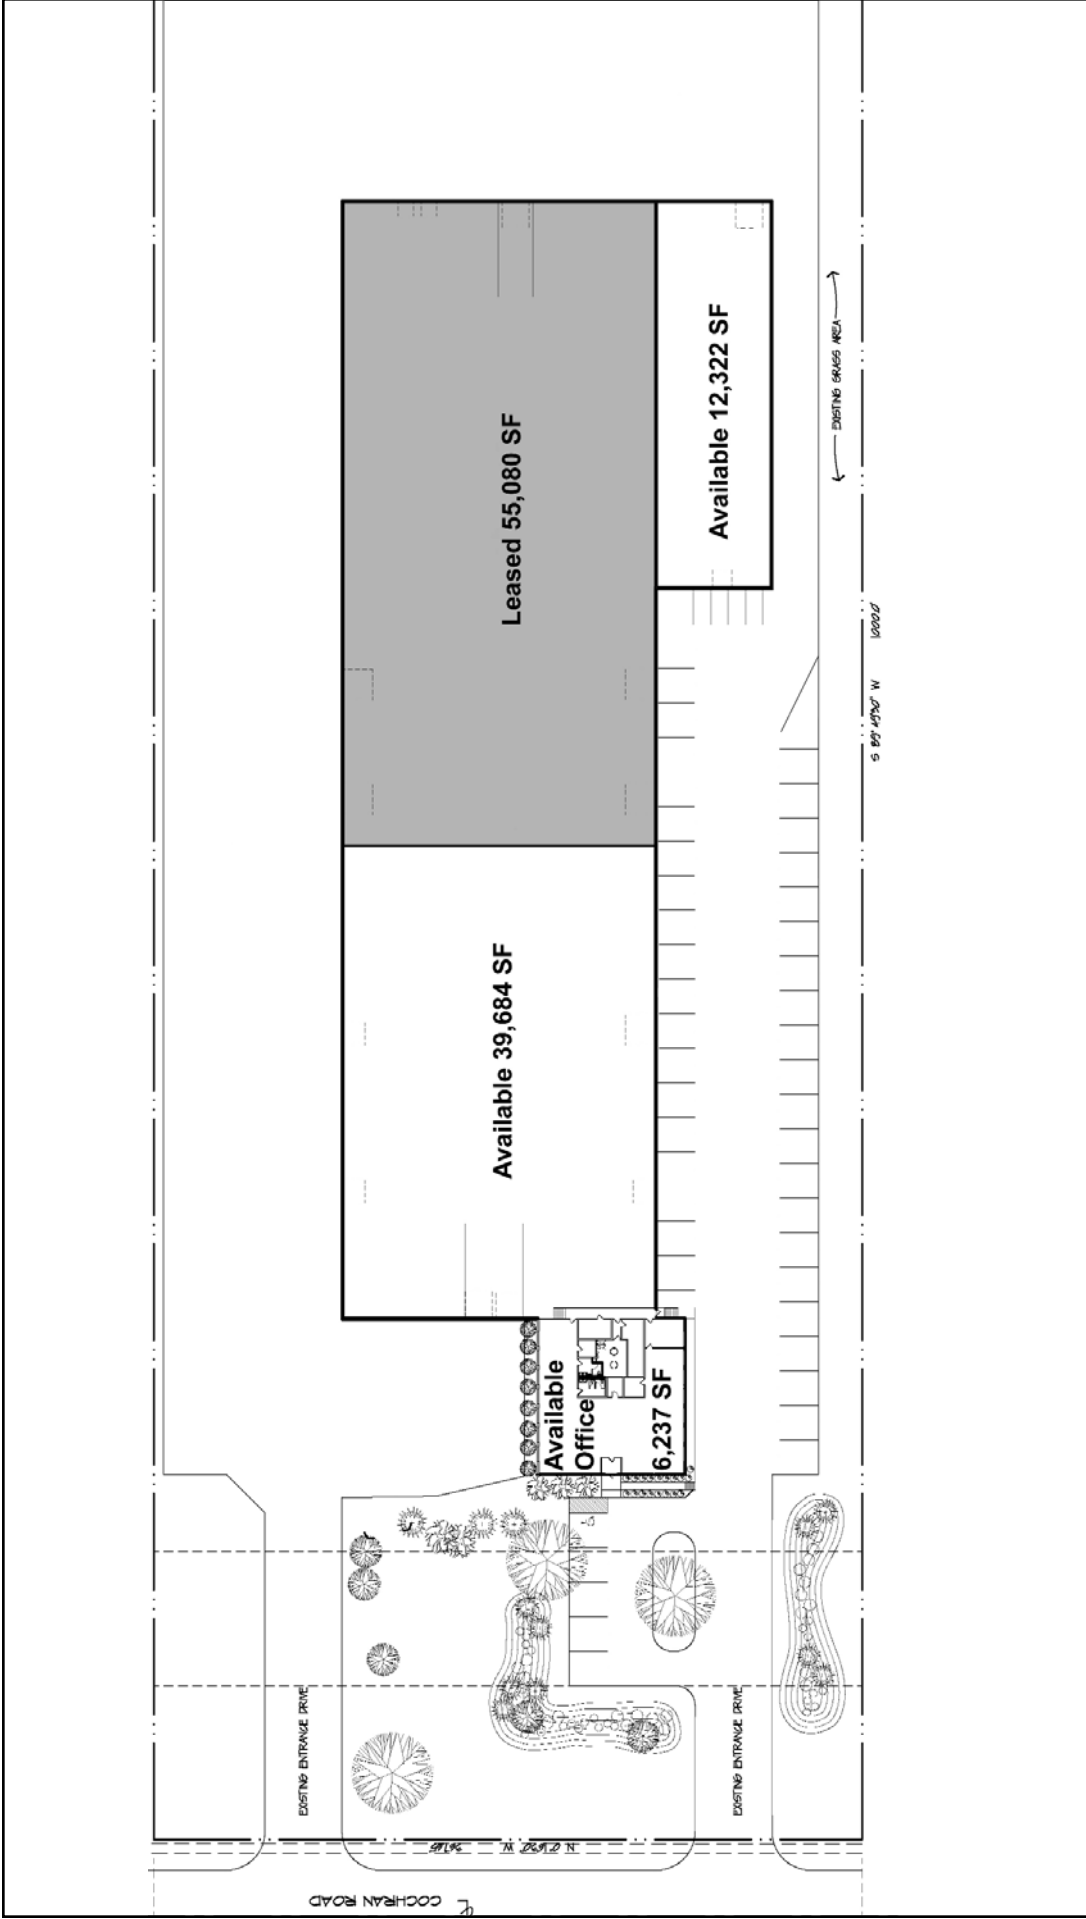 Leased 55,080 SF
Available 12,322 SF
EXISTING GRASS AREA
Available 39,684 SF
Available
Office
6,237 SF
EXISTING ENTRANCE DRIVE
EXISTING ENTRANCE DRIVE
COCHRAN ROAD